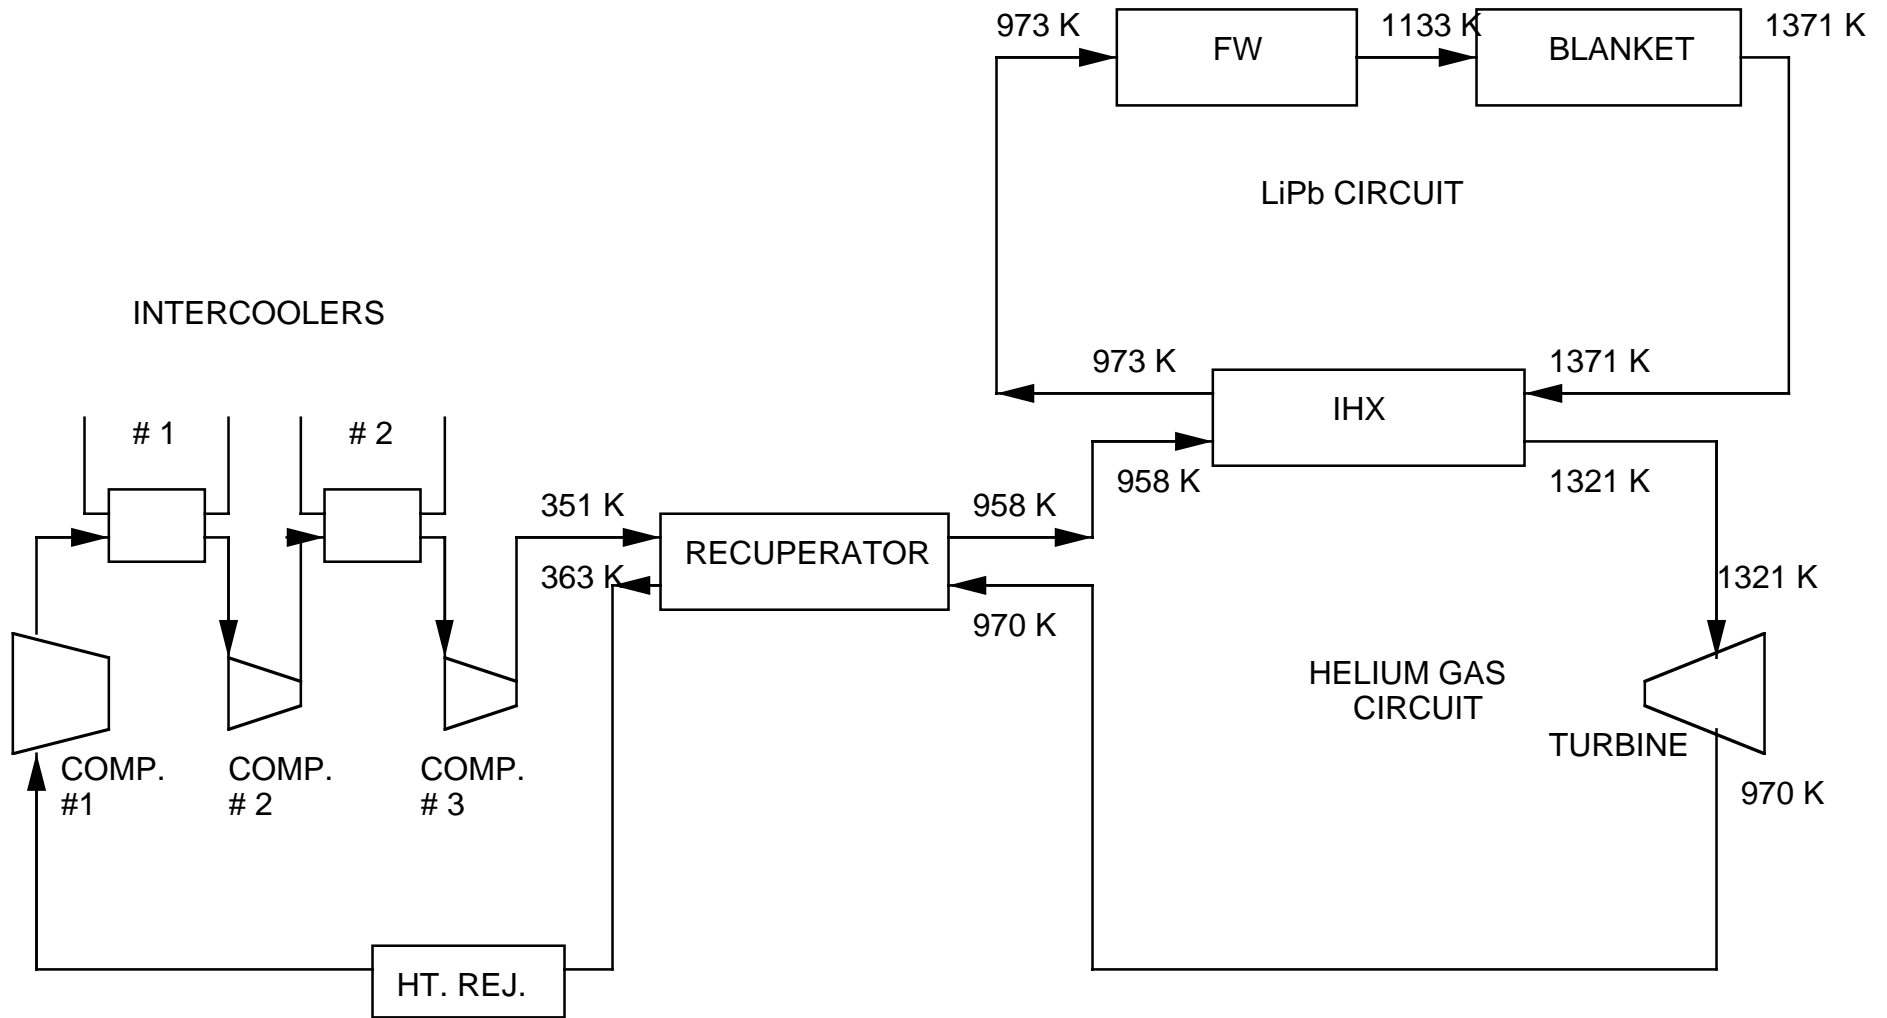 973 K
FW
1133 K
BLANKET
1371 K
LiPb CIRCUIT
INTERCOOLERS
973 K
IHX
1371 K
# 1
# 2
958 K
1321 K
351 K
RECUPERATOR
958 K
363 K
970 K
1321 K
HELIUM GAS
CIRCUIT
TURBINE
970 K
COMP.
#1
COMP.
# 2
COMP.
# 3
HT. REJ.